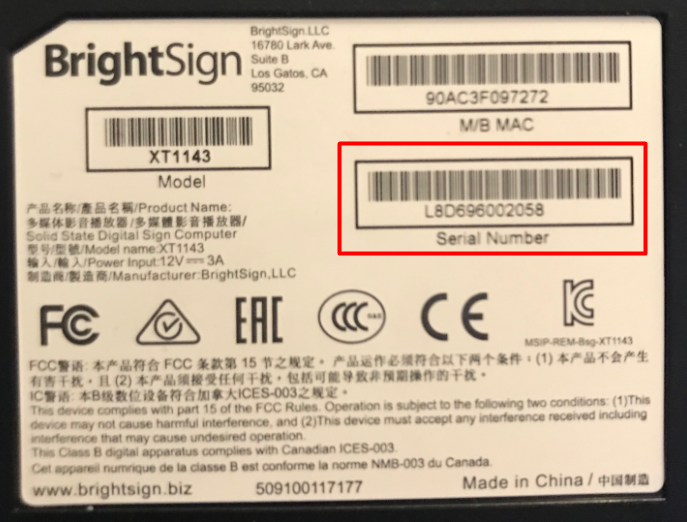 BrightSign
BrightSign.LLC
16780 Lark Ave.
Suite B
Los Gatos, CA
95032
90AC3F097272
M/B MAC
XT1143
Model
L8D696002058
Serial Number
产品名称/產品名稱/Product Name:
多媒体影音播放器/多媒體影音播放器/
Solid State Digital Sign Computer
型号/型號/Model name:XT1143
输入/輸入/Power Input:12V⎓3A
制造商/製造商/Manufacturer:BrightSign,LLC
FC
EAC
CCC
S&E
CE
MSIP-REM-Bsg-XT1143
FCC警语: 本产品符合 FCC 条款第 15 节之规定。 产品运作必须符合以下两个条件：(1) 本产品不会产生
有害干扰，且 (2) 本产品须接受任何干扰，包括可能导致非预期操作的干扰。
IC警语: 本B级数位设备符合加拿大ICES-003之规定。
This device complies with part 15 of the FCC Rules. Operation is subject to the following two conditions: (1)This
device may not cause harmful interference, and (2)This device must accept any interference received including
interference that may cause undesired operation.
This Class B digital apparatus complies with Canadian ICES-003.
Cet appareil numrique de la classe B est conforme la norme NMB-003 du Canada.
www.brightsign.biz
509100117177
Made in China / 中国制造